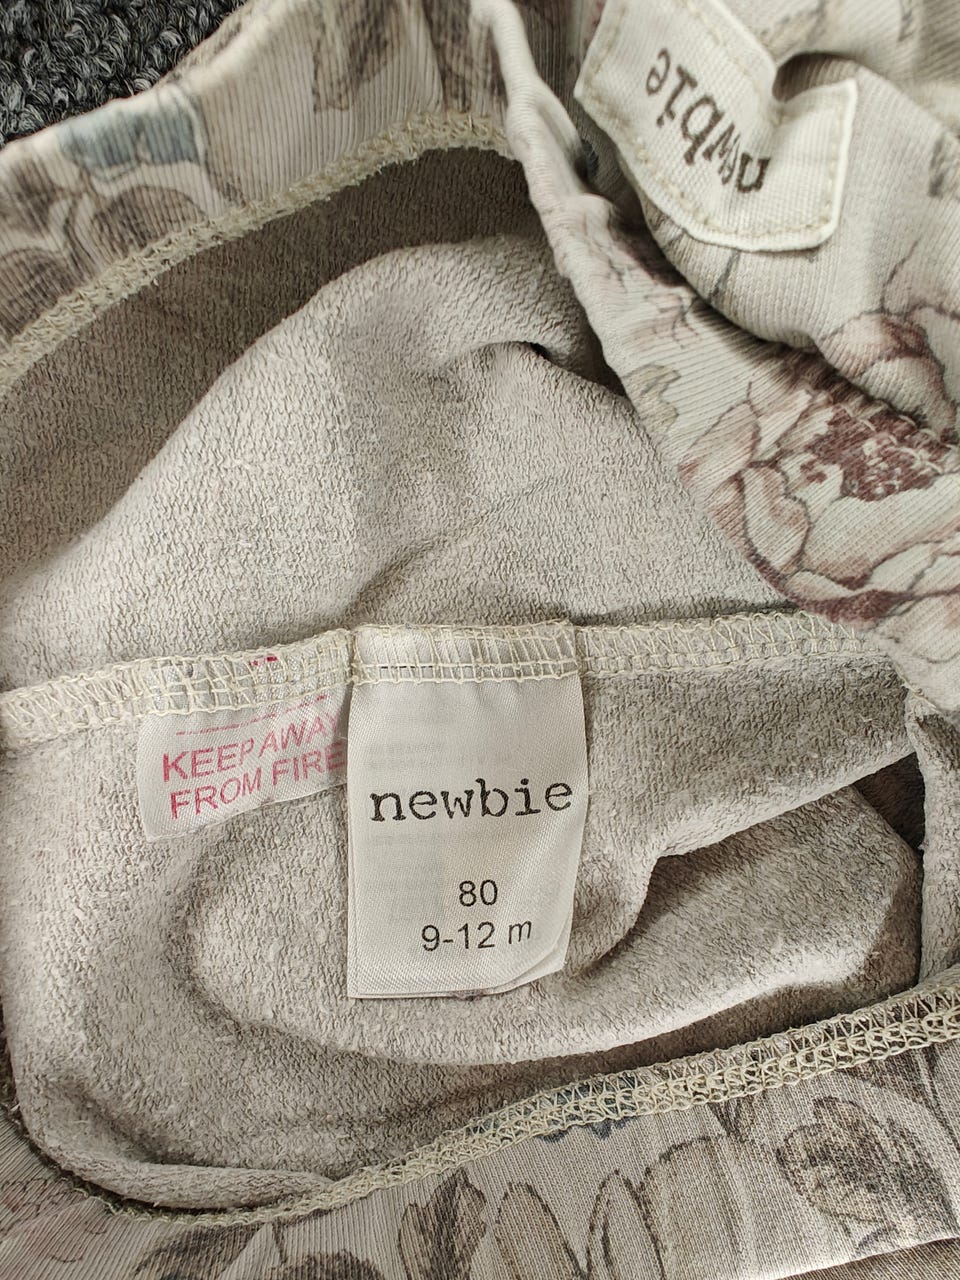 newbie
KEEP AWAY
FROM FIRE
newbie
80
9-12 m